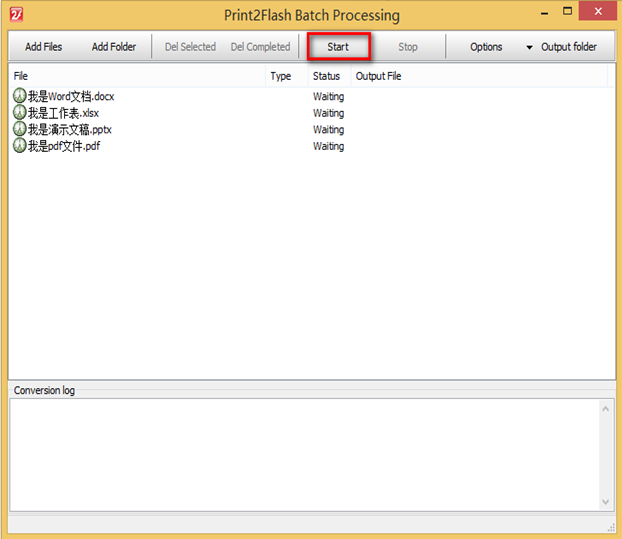 Print2Flash Batch Processing
Add Files Add Folder Del Selected Del Completed Start Stop Options Output folder
File Type Status Output File
我是Word文档.docx Waiting
我是工作表.xlsx Waiting
我是演示文稿.pptx Waiting
我是pdf文件.pdf Waiting
Conversion log